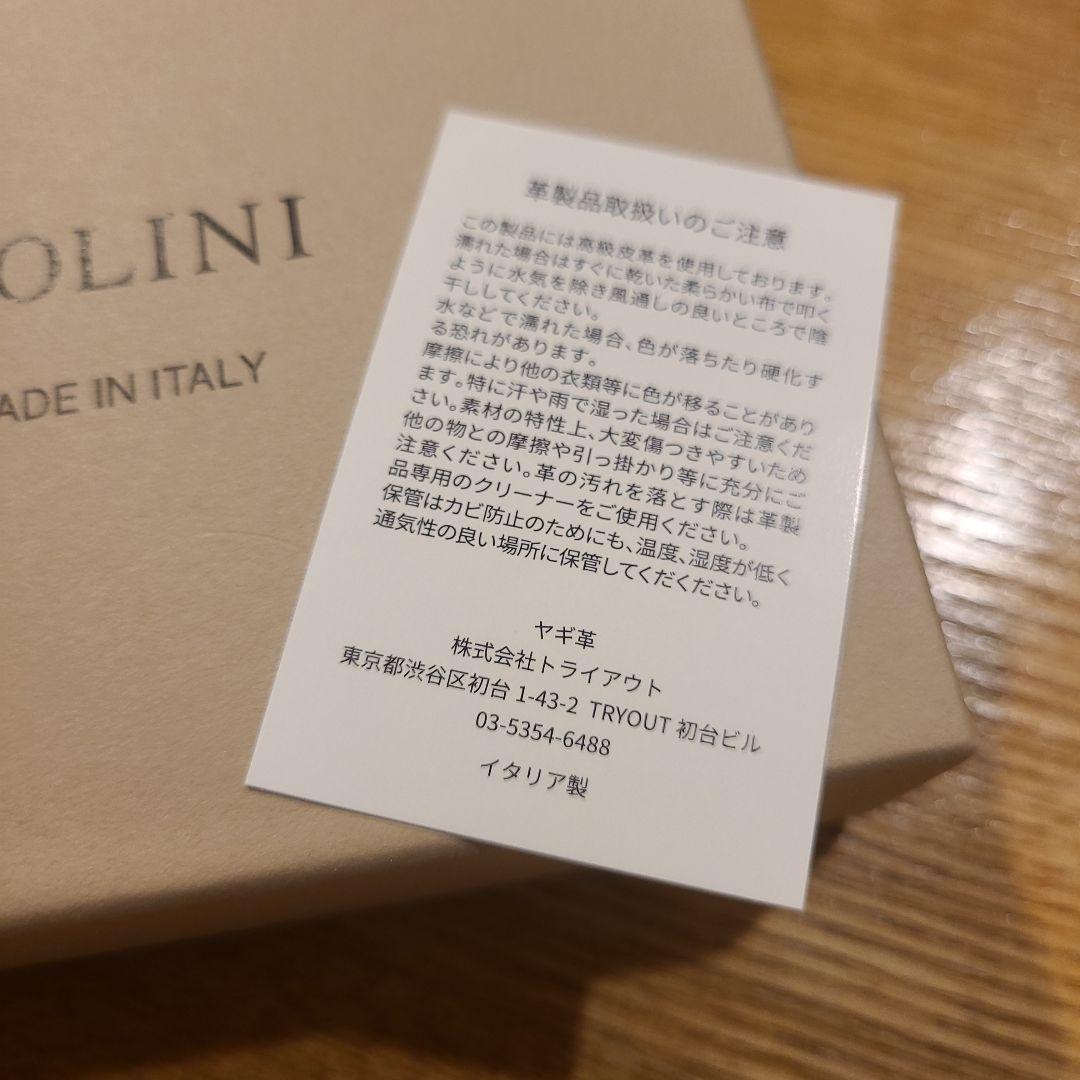 OLINI
ADE IN ITALY
革製品取扱いのご注意
この製品には高級皮革を使用しております。
濡れた場合はすぐに乾いた柔らかい布で叩く
ように水気を除き風通しの良いところで陰
干ししてください。
水などで濡れた場合、色が落ちたり硬化す
る恐れがあります。
摩擦により他の衣類等に色が移ることがあり
ます。特に汗や雨で湿った場合はご注意くだ
さい。素材の特性上、大変傷つきやすいため
他の物との摩擦や引っ掛かり等に充分にご
注意ください。革の汚れを落とす際は革製
品専用のクリーナーをご使用ください。
保管はカビ防止のためにも、温度、湿度が低く
通気性の良い場所に保管してくだください。
ヤギ革
株式会社トライアウト
東京都渋谷区初台 1-43-2 TRYOUT 初台ビル
03-5354-6488
イタリア製